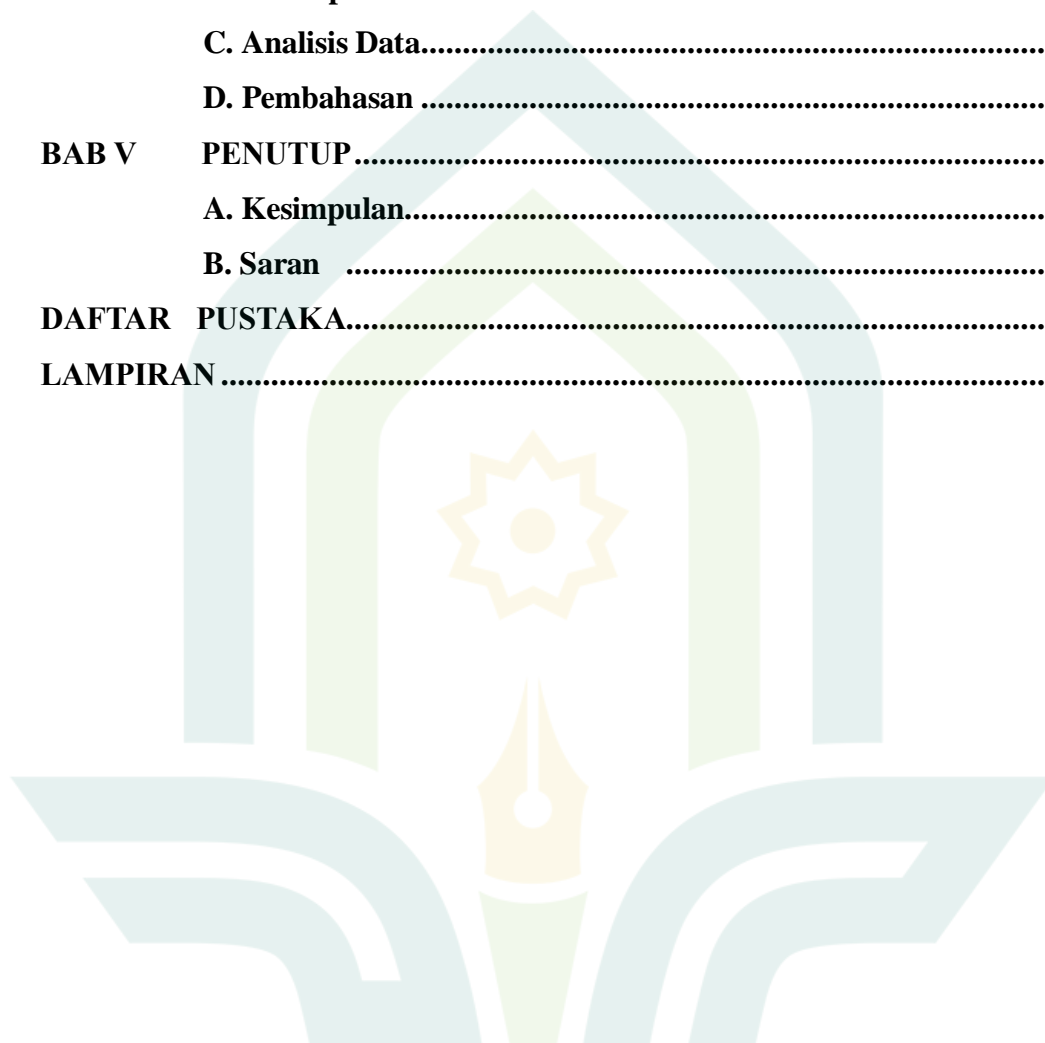 C. Analisis Data..........................................................................
D. Pembahasan ..........................................................................
BAB V PENUTUP..........................................................................
A. Kesimpulan..........................................................................
B. Saran ..........................................................................
DAFTAR PUSTAKA..........................................................................
LAMPIRAN ..........................................................................